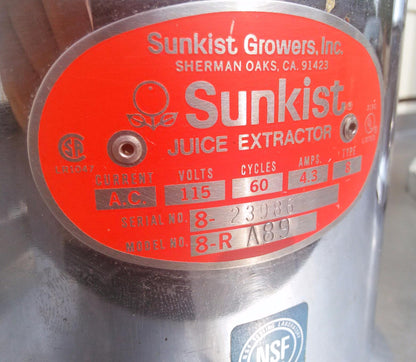 Sunkist Growers, Inc.
SHERMAN OAKS, CA. 91423
Sunkist®
JUICE EXTRACTOR
CURRENT VOLTS CYCLES AMPS. TYPE
A.C. 115 60 4.3 8
SERIAL NO. 8- 23086
MODEL NO. 8-R A89
NSF